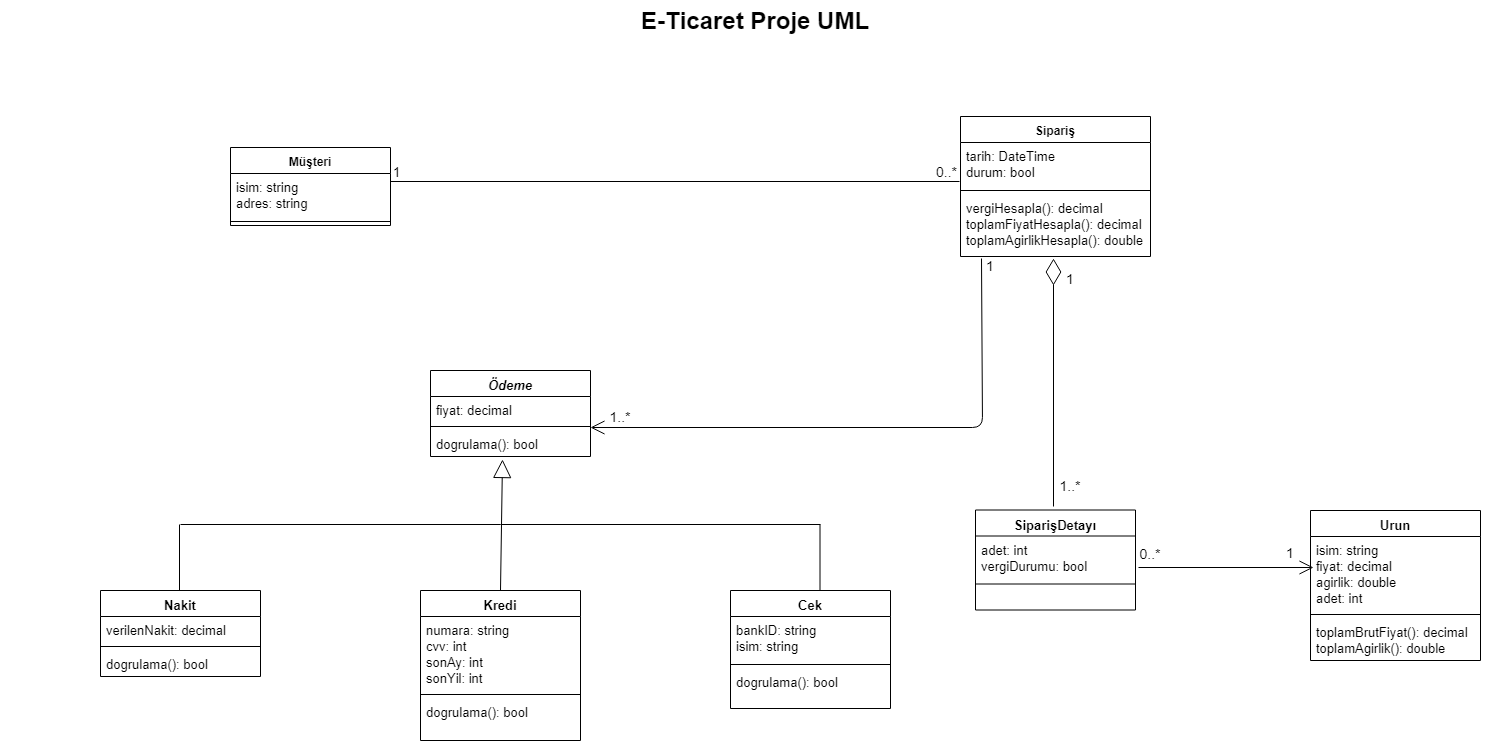 E-Ticaret Proje UML
Müşteri
isim: string
adres: string
1
0..*
Sipariş
tarih: DateTime
durum: bool
vergiHesapla(): decimal
toplamFiyatHesapla(): decimal
toplamAgirlikHesapla(): double
1
1
Ödeme
fiyat: decimal
dogrulama(): bool
1..*
1..*
SiparişDetayı
adet: int
vergiDurumu: bool
0..*
1
Urun
isim: string
fiyat: decimal
agirlik: double
adet: int
toplamBrutFiyat(): decimal
toplamAgirlik(): double
Nakit
verilenNakit: decimal
dogrulama(): bool
Kredi
numara: string
cvv: int
sonAy: int
sonYil: int
dogrulama(): bool
Cek
bankID: string
isim: string
dogrulama(): bool